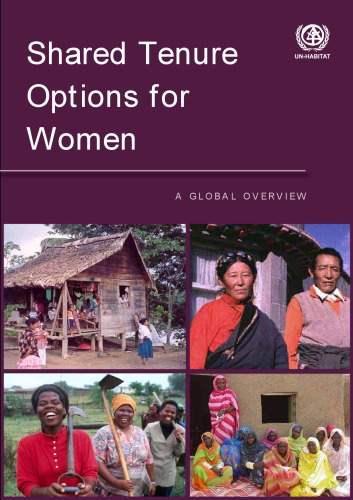 Shared Tenure
Options for
Women
UN-HABITAT
A GLOBAL OVERVIEW